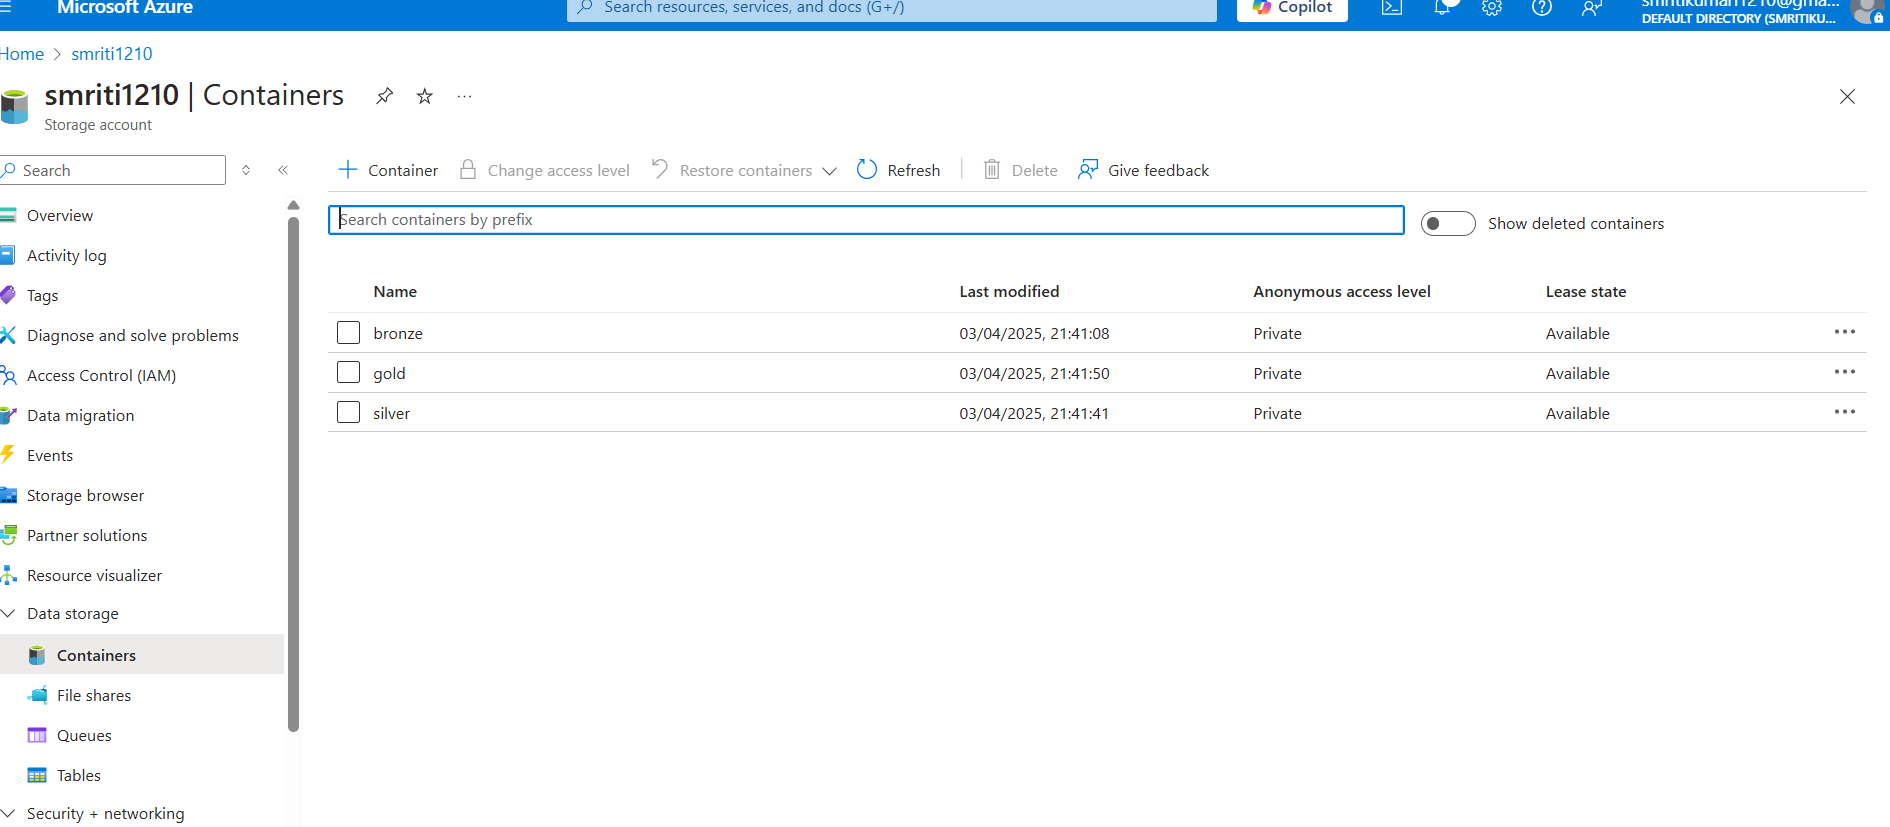 Microsoft Azure
Search resources, services, and docs (G+/)
Copilot
smritikumari1210@gma...
DEFAULT DIRECTORY (SMRITIKU...
Home > smriti1210
smriti1210 | Containers
Storage account
Search
Container
Change access level
Restore containers
Refresh
Delete
Give feedback
Search containers by prefix
Show deleted containers
Overview
Activity log
Tags
Diagnose and solve problems
Access Control (IAM)
Data migration
Events
Storage browser
Partner solutions
Resource visualizer
Data storage
Containers
File shares
Queues
Tables
Security + networking
Name Last modified Anonymous access level Lease state
bronze 03/04/2025, 21:41:08 Private Available
gold 03/04/2025, 21:41:50 Private Available
silver 03/04/2025, 21:41:41 Private Available